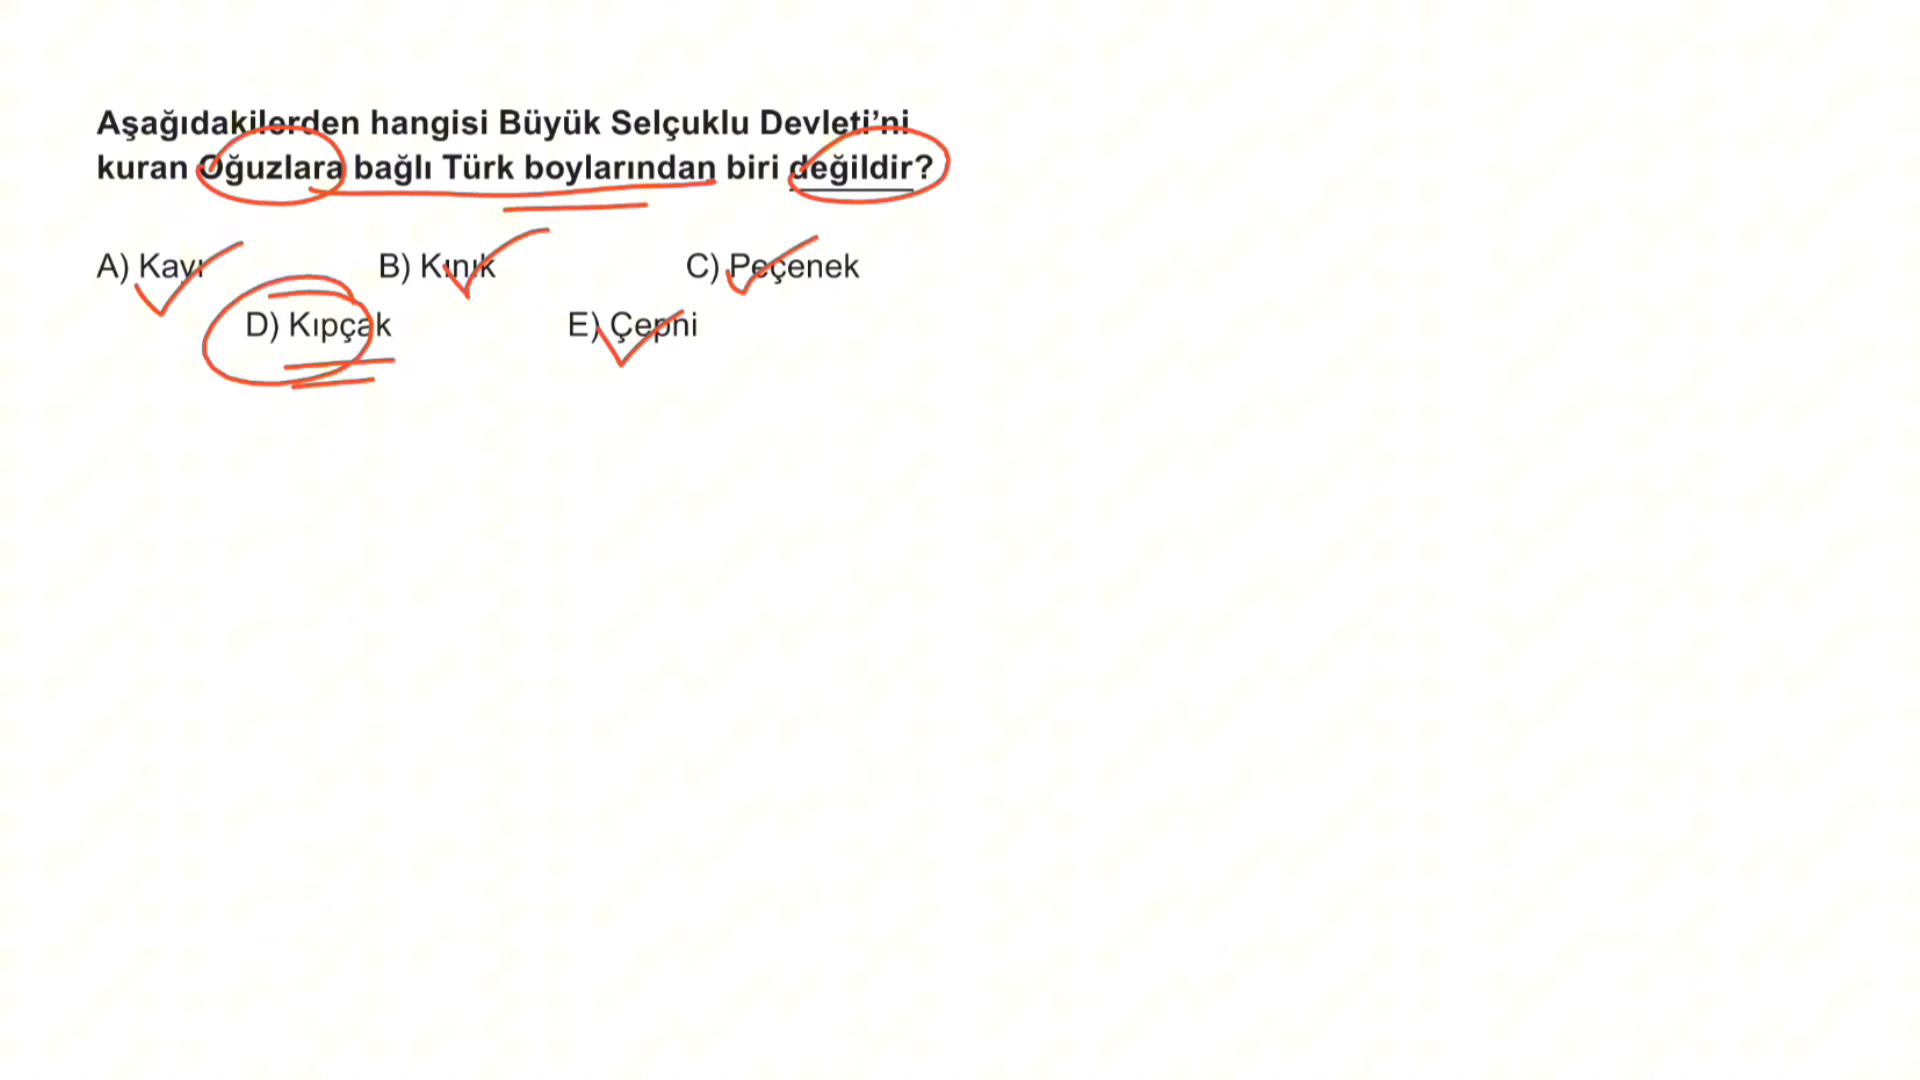 Aşağıdakilerden hangisi Büyük Selçuklu Devleti’ni
kuran Oğuzlara bağlı Türk boylarından biri değildir?
A) Kayı B) Kınık C) Peçenek
D) Kıpçak E) Çepni